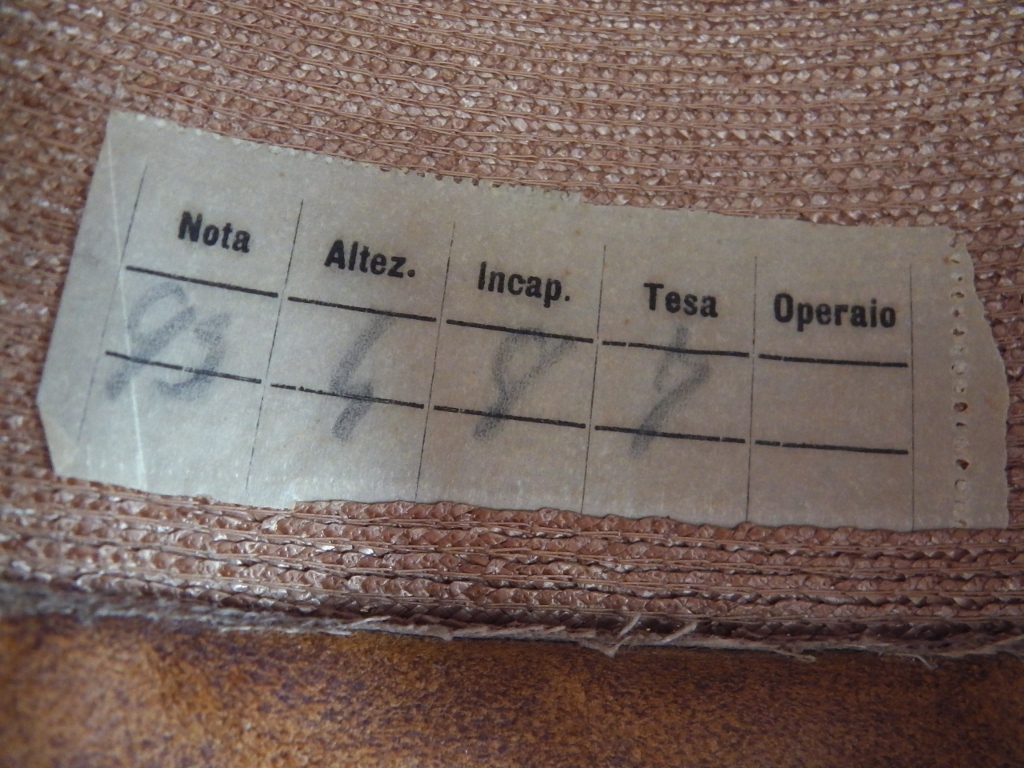 Nota Altez. Incap. Tesa Operaio
93 4 8 4